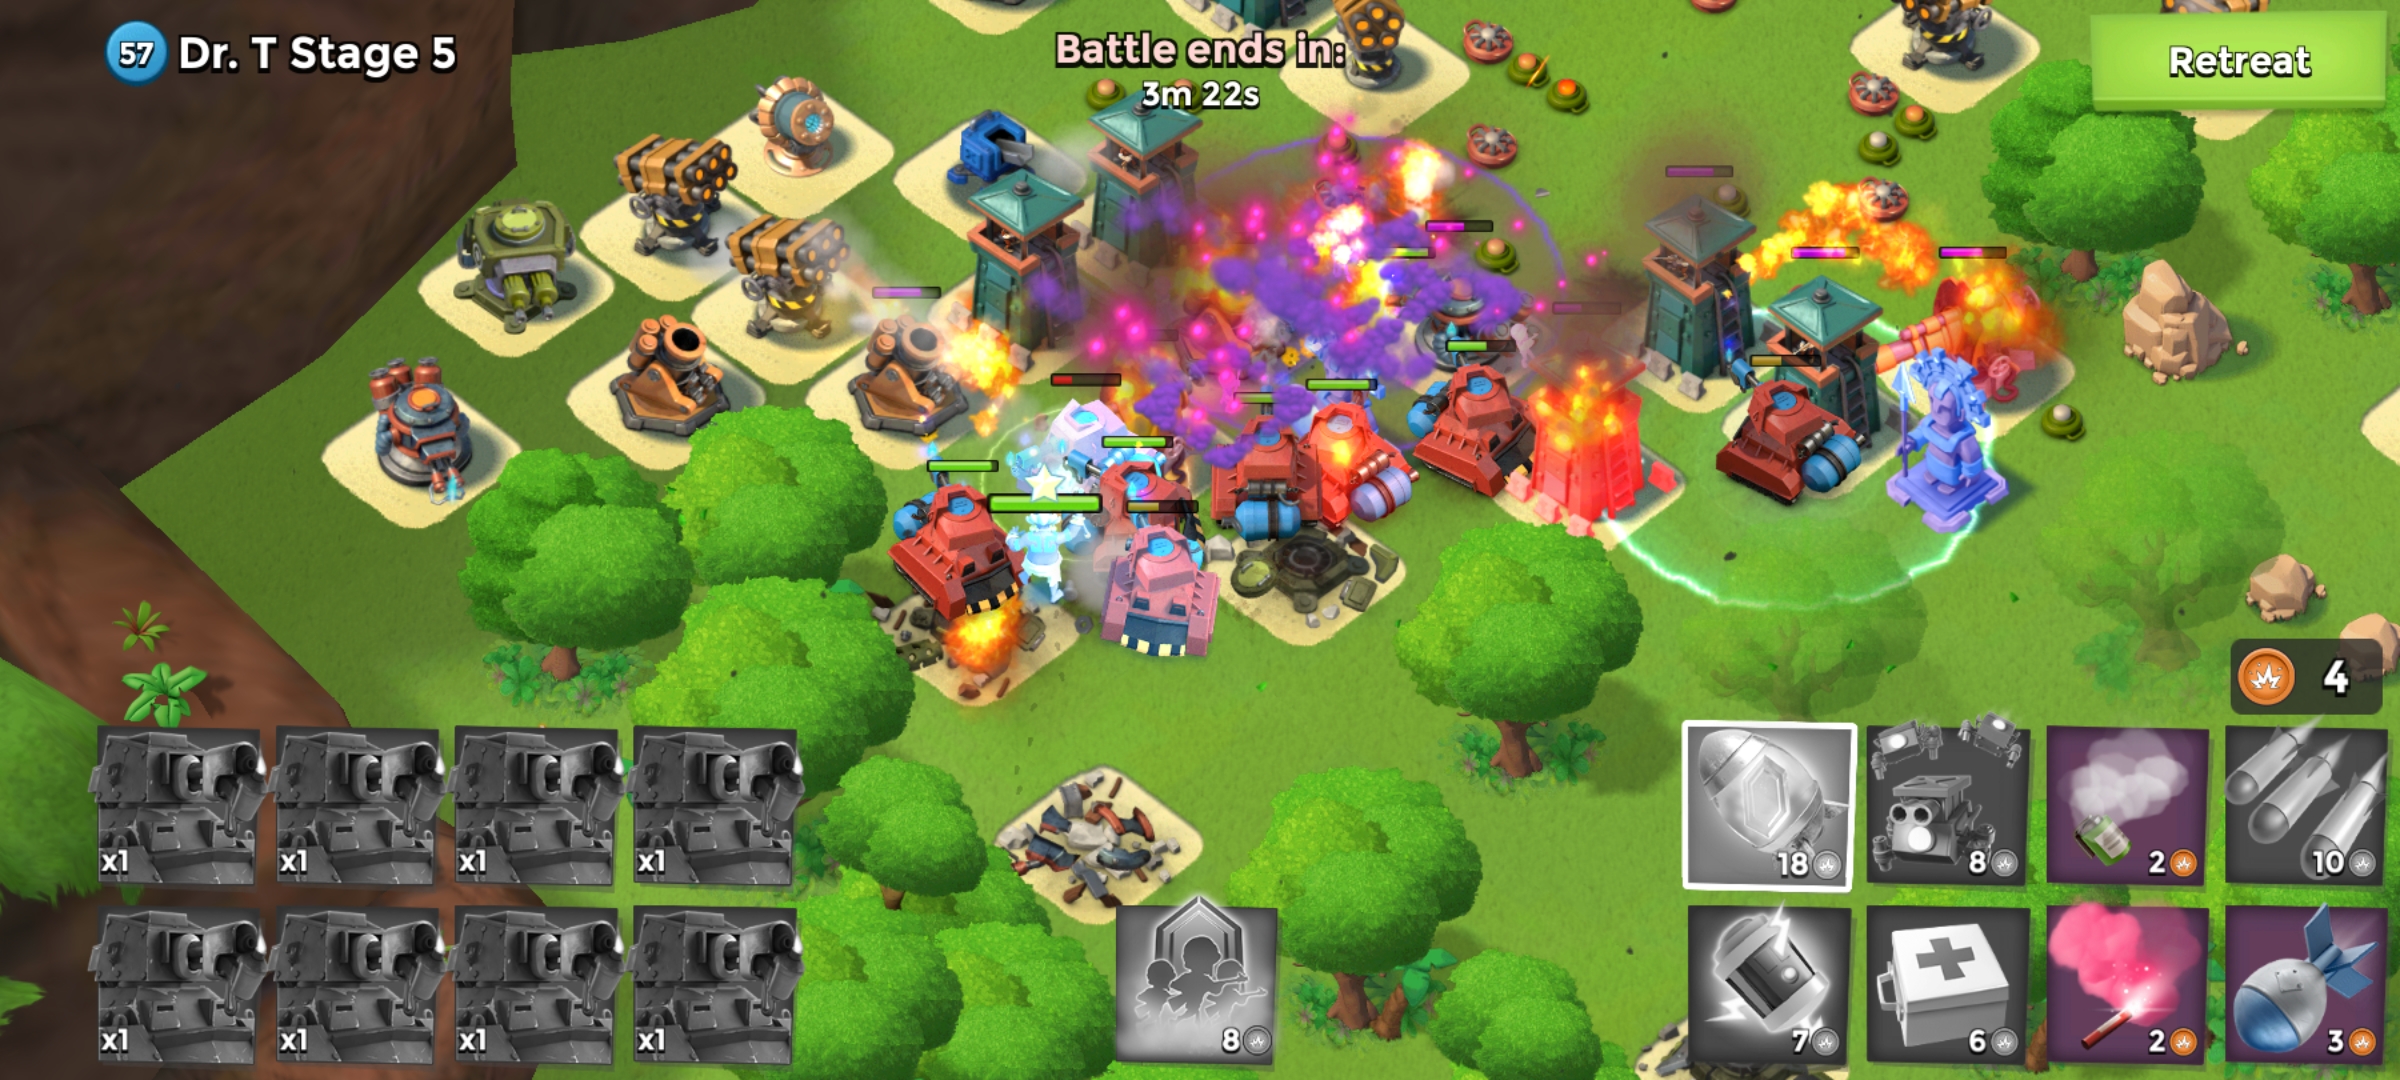 57 Dr. T Stage 5
Battle ends in:
3m 22s
Retreat
4
x1 x1 x1 x1
18 8 2 10
x1 x1 x1 x1
8
7 6 2 3